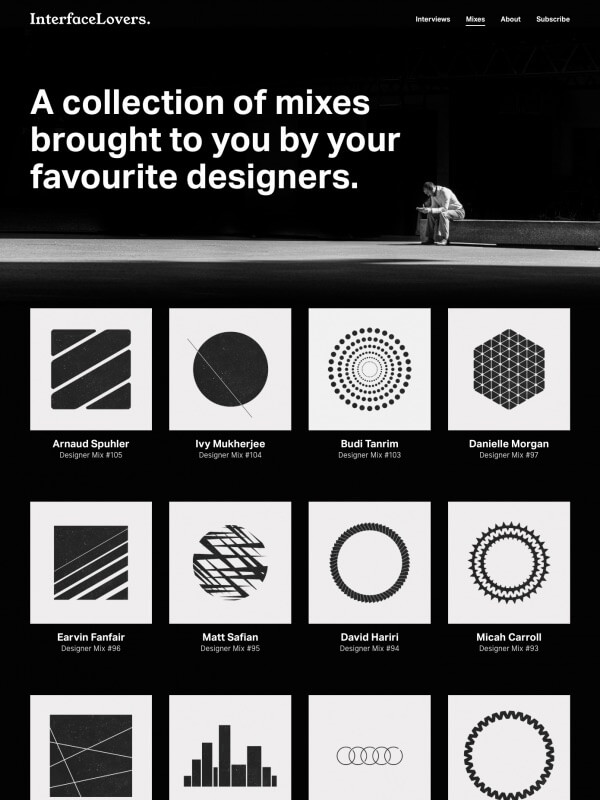 InterfaceLovers.
Interviews Mixes About Subscribe
A collection of mixes
brought to you by your
favourite designers.
Arnaud Spuhler
Designer Mix #105
Ivy Mukherjee
Designer Mix #104
Budi Tanrim
Designer Mix #103
Danielle Morgan
Designer Mix #97
Earvin Fanfair
Designer Mix #96
Matt Safian
Designer Mix #95
David Hariri
Designer Mix #94
Micah Carroll
Designer Mix #93